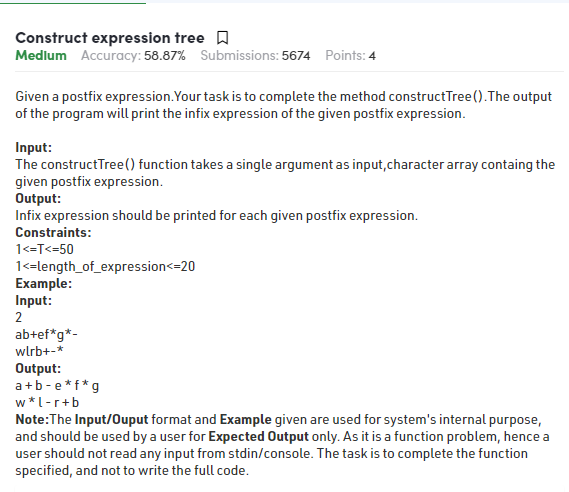 Construct expression tree
Medium Accuracy: 58.87% Submissions: 5674 Points: 4
Given a postfix expression.Your task is to complete the method constructTree().The output
of the program will print the infix expression of the given postfix expression.
Input:
The constructTree() function takes a single argument as input,character array containg the
given postfix expression.
Output:
Infix expression should be printed for each given postfix expression.
Constraints:
1<=T<=50
1<=length_of_expression<=20
Example:
Input:
2
ab+ef*g*-
wlrb+-*
Output:
a + b - e * f * g
w * l - r + b
Note:The Input/Ouput format and Example given are used for system's internal purpose,
and should be used by a user for Expected Output only. As it is a function problem, hence a
user should not read any input from stdin/console. The task is to complete the function
specified, and not to write the full code.